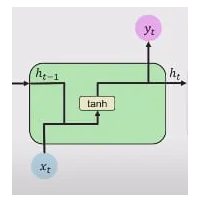 y_t
h_{t-1}
h_t
tanh
x_t